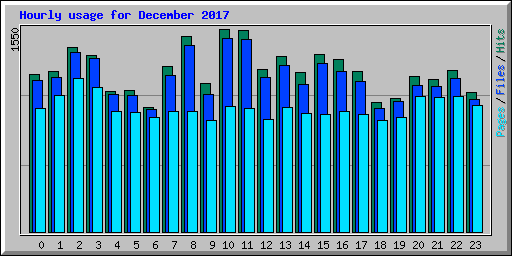 Hourly usage for December 2017
1550
Pages/Files/Hits
0 1 2 3 4 5 6 7 8 9 10 11 12 13 14 15 16 17 18 19 20 21 22 23